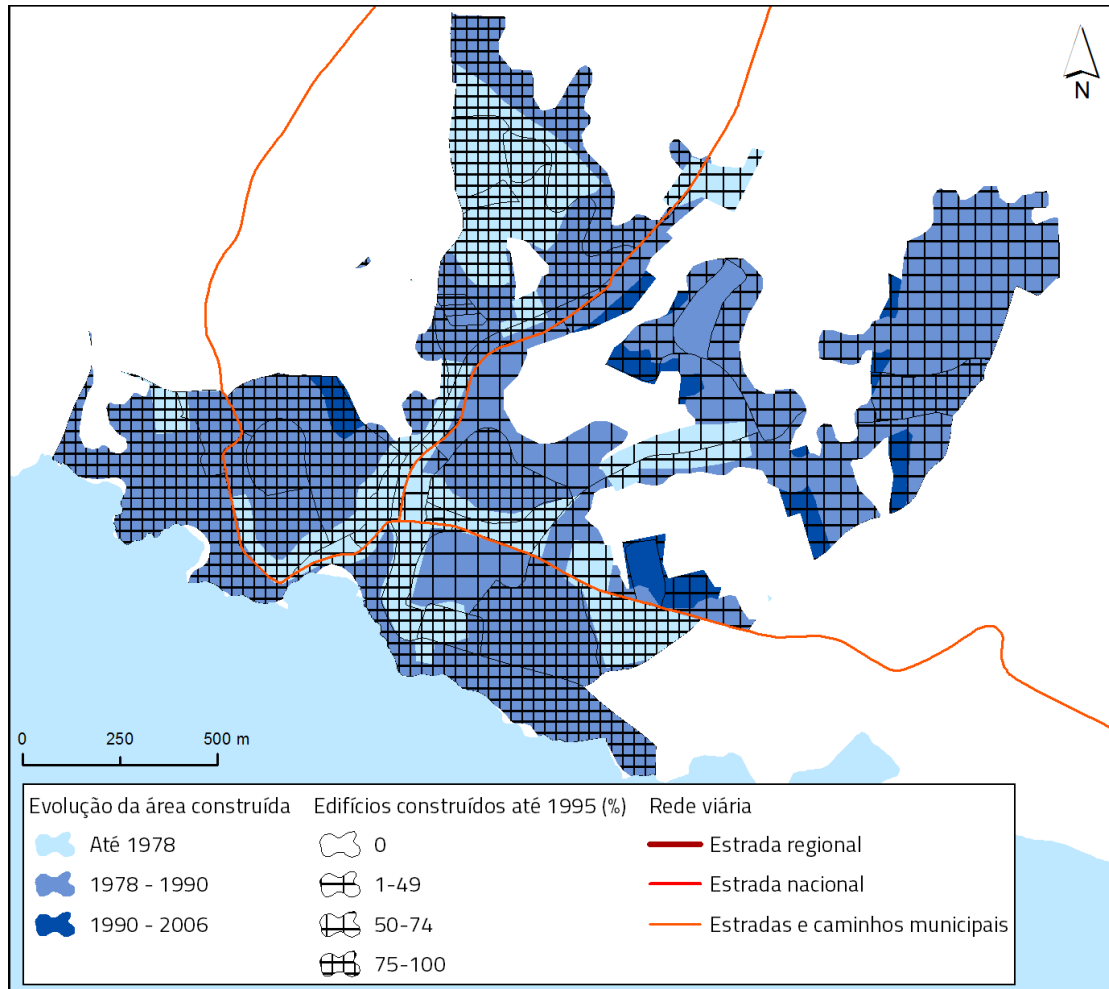 N
0 250 500 m
Evolução da área construída
Até 1978
1978 - 1990
1990 - 2006
Edifícios construídos até 1995 (%)
0
1-49
50-74
75-100
Rede viária
Estrada regional
Estrada nacional
Estradas e caminhos municipais